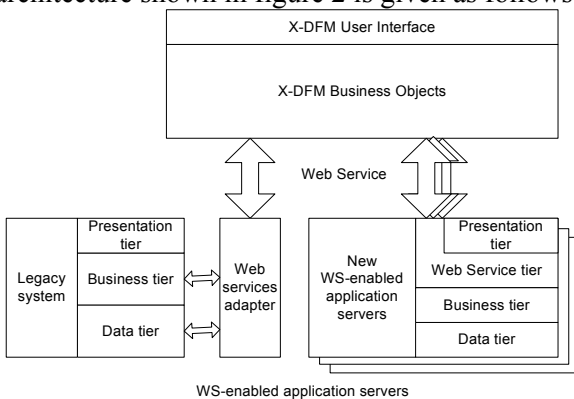 architecture shown in figure 2 is given as follows
X-DFM User Interface
X-DFM Business Objects
Web Service
Legacy
system
Presentation
tier
Business tier
Data tier
Web
services
adapter
New
WS-enabled
application
servers
Presentation
tier
Web Service tier
Business tier
Data tier
WS-enabled application servers